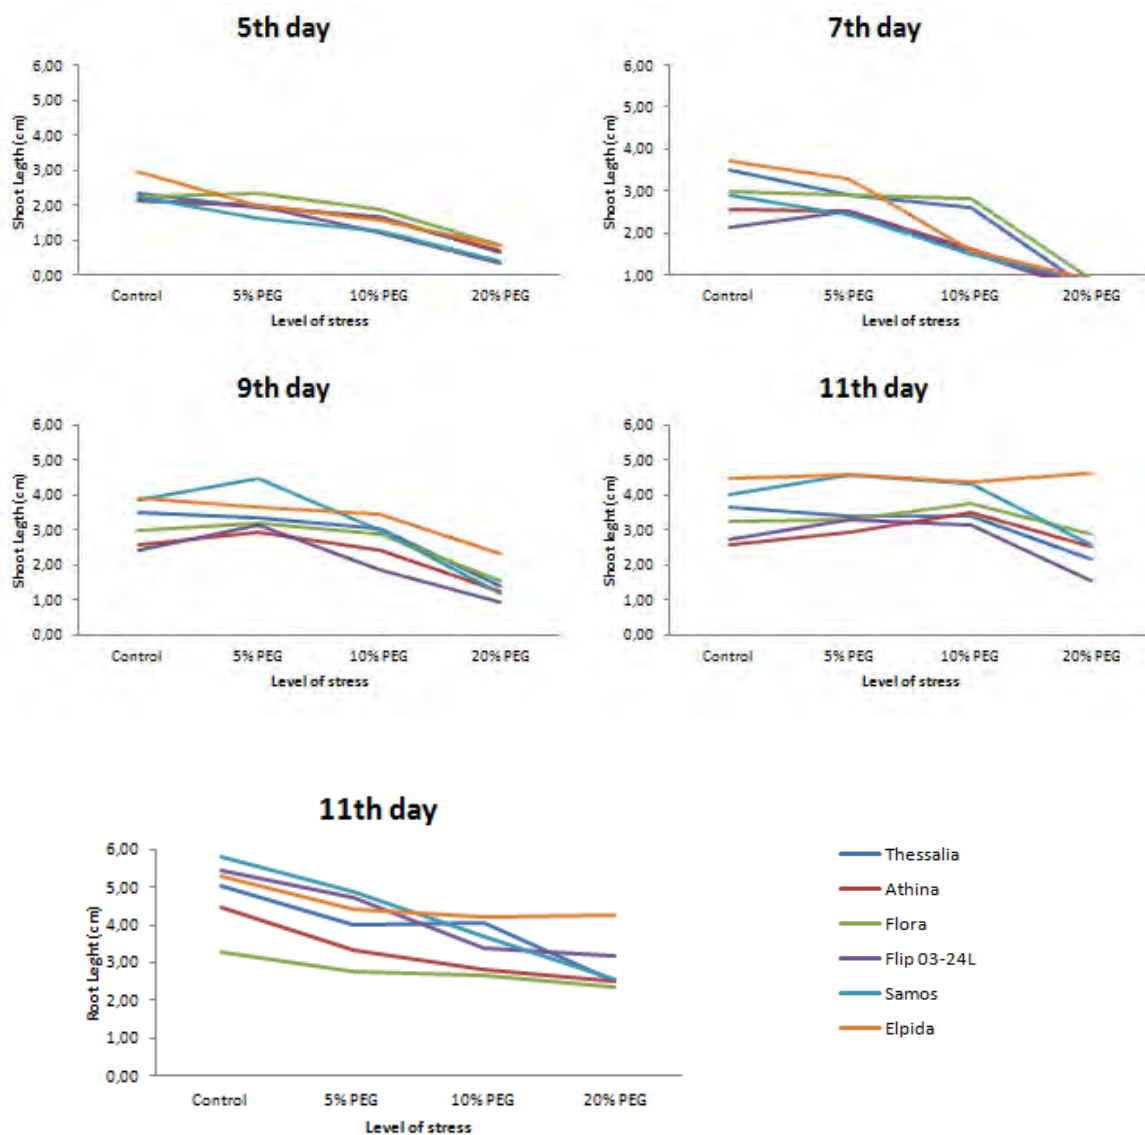 5th day
6,00
5,00
4,00
3,00
2,00
1,00
0,00
Shoot Legth (cm)
Control 5% PEG 10% PEG 20% PEG
Level of stress
7th day
6,00
5,00
4,00
3,00
2,00
1,00
Shoot Legth (cm)
Control 5% PEG 10% PEG 20% PEG
Level of stress
9th day
6,00
5,00
4,00
3,00
2,00
1,00
0,00
Shoot Legth (cm)
Control 5% PEG 10% PEG 20% PEG
Level of stress
11th day
6,00
5,00
4,00
3,00
2,00
1,00
0,00
Shoot leght (cm)
Control 5% PEG 10% PEG 20% PEG
Level of stress
11th day
6,00
5,00
4,00
3,00
2,00
1,00
0,00
Root Leght (cm)
Control 5% PEG 10% PEG 20% PEG
Level of stress
Thessalia
Athina
Flora
Flip 03-24L
Samos
Elpida